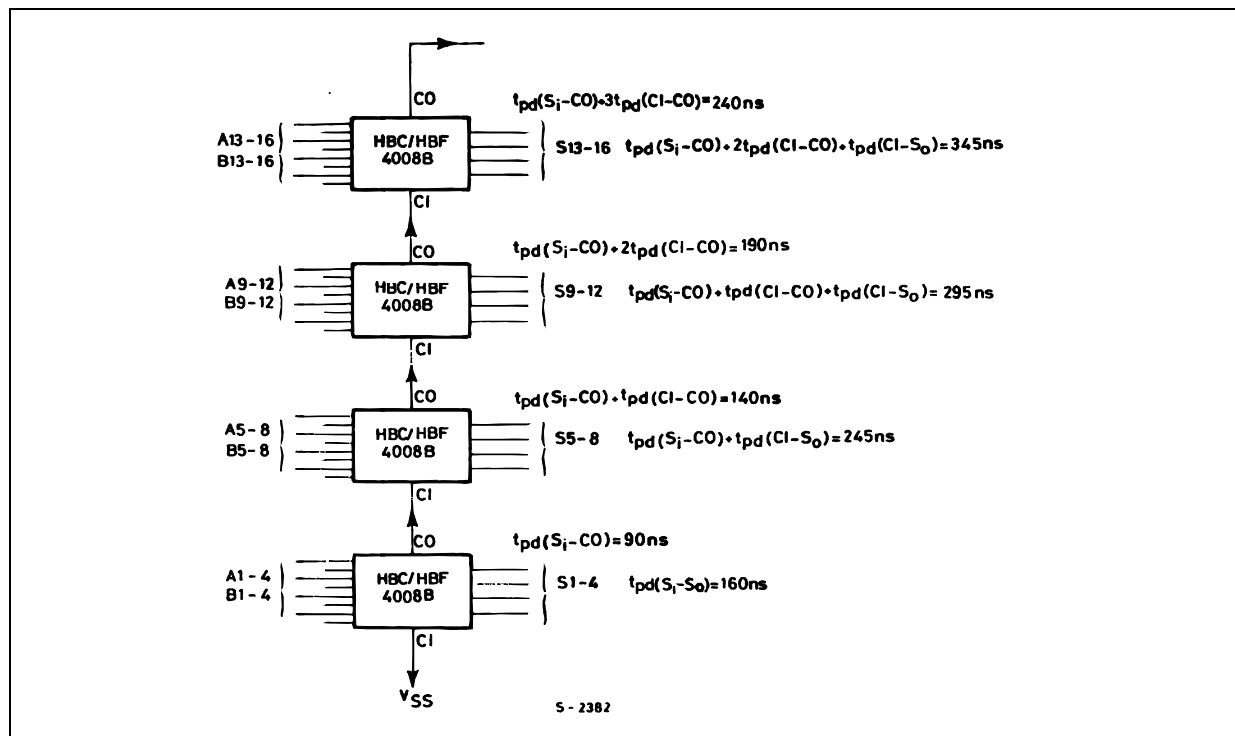 CO tpd(Si-CO)+3tpd(CI-CO)=240ns
A13-16
B13-16
HBC/HBF
4008B
S13-16 tpd(Si-CO)+2tpd(CI-CO)+tpd(CI-So)=345ns
CI
CO tpd(Si-CO)+2tpd(CI-CO)=190ns
A9-12
B9-12
HBC/HBF
4008B
S9-12 tpd(Si-CO)+tpd(CI-CO)+tpd(CI-So)=295ns
CI
CO tpd(Si-CO)+tpd(CI-CO)=140ns
A5-8
B5-8
HBC/HBF
4008B
S5-8 tpd(Si-CO)+tpd(CI-So)=245ns
CI
CO tpd(Si-CO)=90ns
A1-4
B1-4
HBC/HBF
4008B
S1-4 tpd(Si-So)=160ns
CI
VSS
S-2382